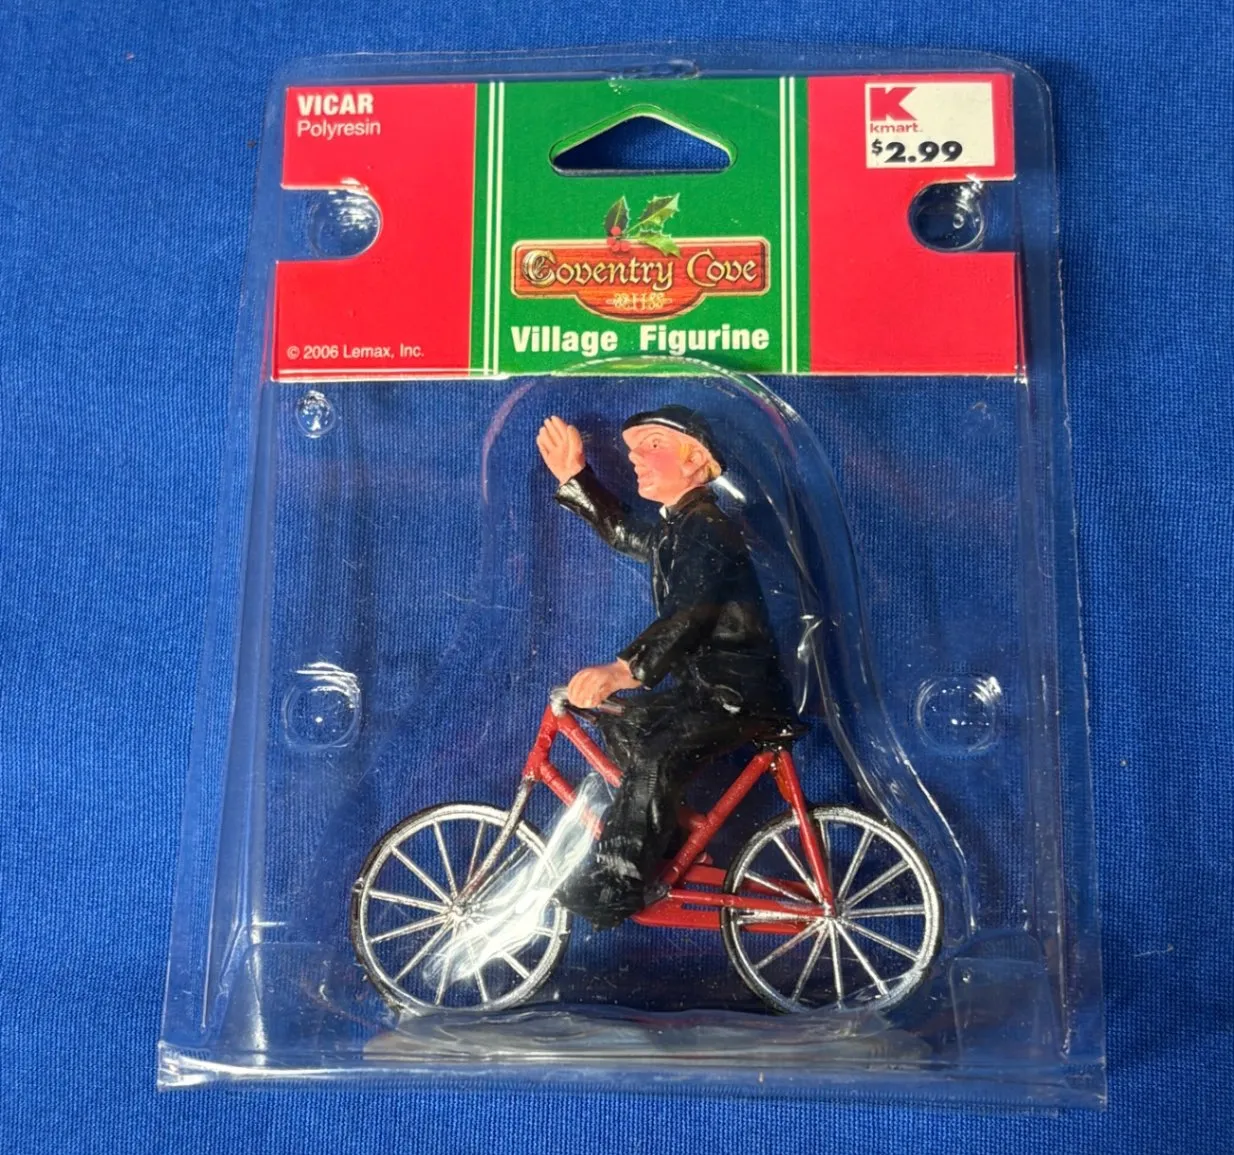 VICAR
Polyresin
K
kmart.
$2.99
Coventry Cove
Village Figurine
© 2006 Lemax, Inc.